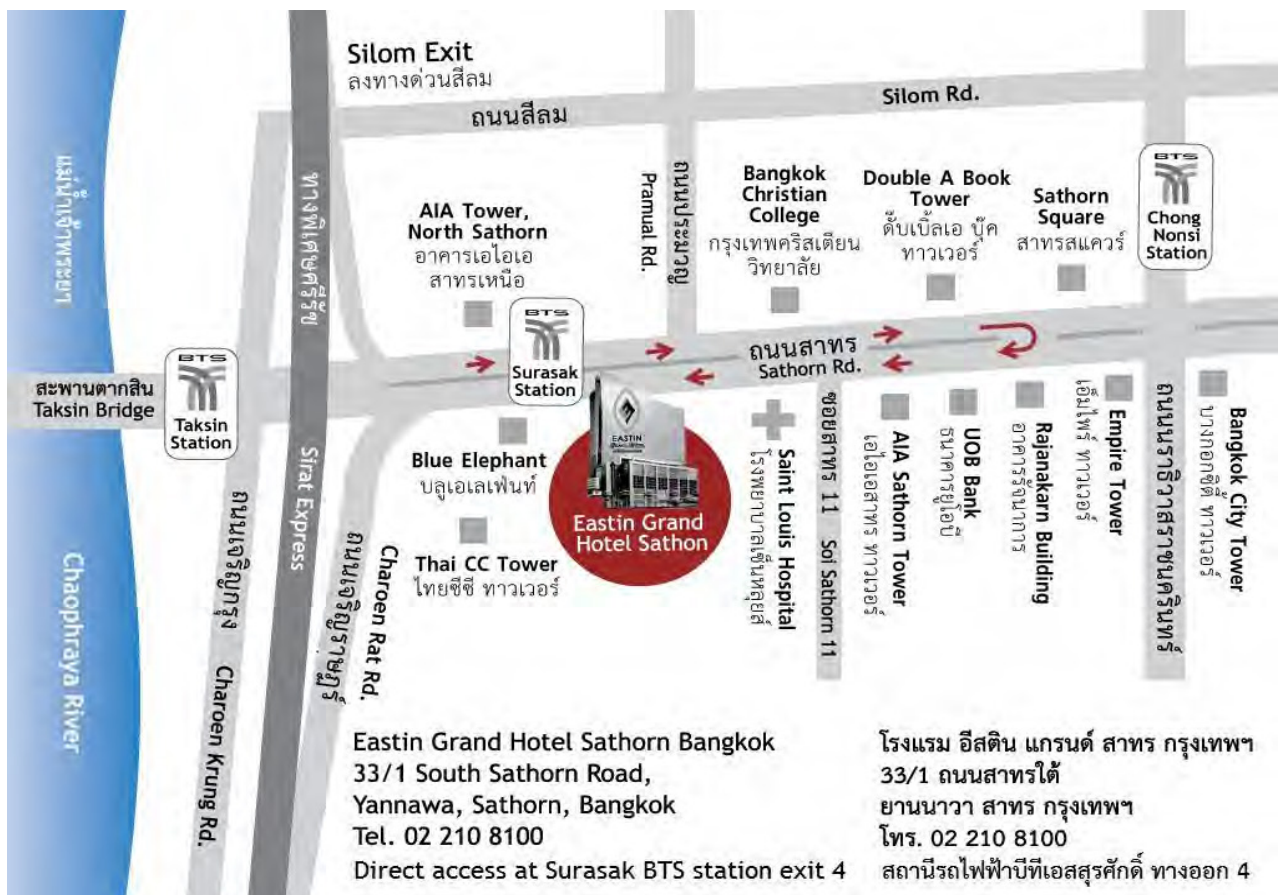 Silom Exit
ลงทางด่วนสีลม
ถนนสีลม
Silom Rd.
แม่น้ำเจ้าพระยา
Chaophraya River
ทางพิเศษศรีรัช
Sirat Express
AIA Tower,
North Sathorn
อาคารเอไอเอ
สาทรเหนือ
Pramual Rd.
ถนนประมวญ
Bangkok
Christian
College
กรุงเทพคริสเตียน
วิทยาลัย
Double A Book
Tower
ดั๊บเบิ้ลเอ บุ๊ค
ทาวเวอร์
Sathorn
Square
สาทรสแควร์
BTS
Chong
Nonsi
Station
สะพานตากสิน
Taksin Bridge
BTS
Taksin
Station
BTS
Surasak
Station
ถนนสาทร
Sathorn Rd.
Blue Elephant
บลูเอเลเฟ่นท์
Thai CC Tower
ไทยซีซี ทาวเวอร์
EASTIN
Eastin Grand
Hotel Sathon
Saint Louis Hospital
โรงพยาบาลเซ็นหลุยส์
ซอยสาทร 11 Soi Sathorn 11
AIA Sathorn Tower
เอไอเอสาทร ทาวเวอร์
UOB Bank
ธนาคารยูโอบี
Rajanakarn Building
อาคารรัจนาการ
Empire Tower
เอ็มไพร์ ทาวเวอร์
ถนนนราธิวาสราชนครินทร์
Bangkok City Tower
บางกอกซิตี้ ทาวเวอร์
ถนนเจริญกรุง
Charoen Krung Rd.
ถนนเจริญราษฎร์
Charoen Rat Rd.
Eastin Grand Hotel Sathorn Bangkok
33/1 South Sathorn Road,
Yannawa, Sathorn, Bangkok
Tel. 02 210 8100
Direct access at Surasak BTS station exit 4
โรงแรม อีสติน แกรนด์ สาทร กรุงเทพฯ
33/1 ถนนสาทรใต้
ยานนาวา สาทร กรุงเทพฯ
โทร. 02 210 8100
สถานีรถไฟฟ้าบีทีเอสสุรศักดิ์ ทางออก 4